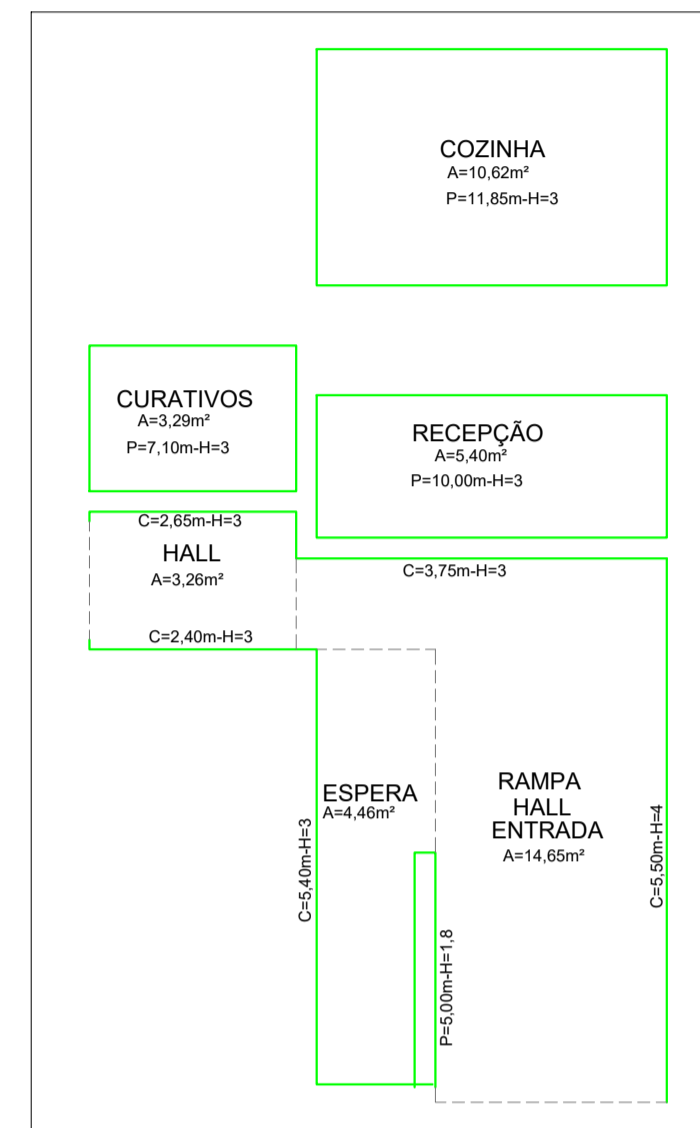 COZINHA
A=10,62m²
P=11,85m-H=3
CURATIVOS
A=3,29m²
P=7,10m-H=3
RECEPÇÃO
A=5,40m²
P=10,00m-H=3
C=2,65m-H=3
HALL
A=3,26m²
C=3,75m-H=3
C=2,40m-H=3
ESPERA
A=4,46m²
RAMPA
HALL
ENTRADA
A=14,65m²
C=5,40m-H=3
P=5,00m-H=1,8
C=5,50m-H=4